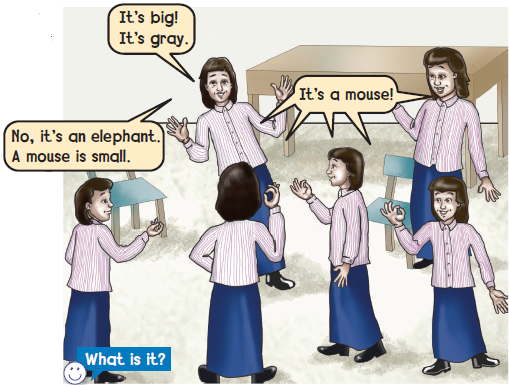 It's big!
It's gray.
It's a mouse!
No, it's an elephant.
A mouse is small.
What is it?